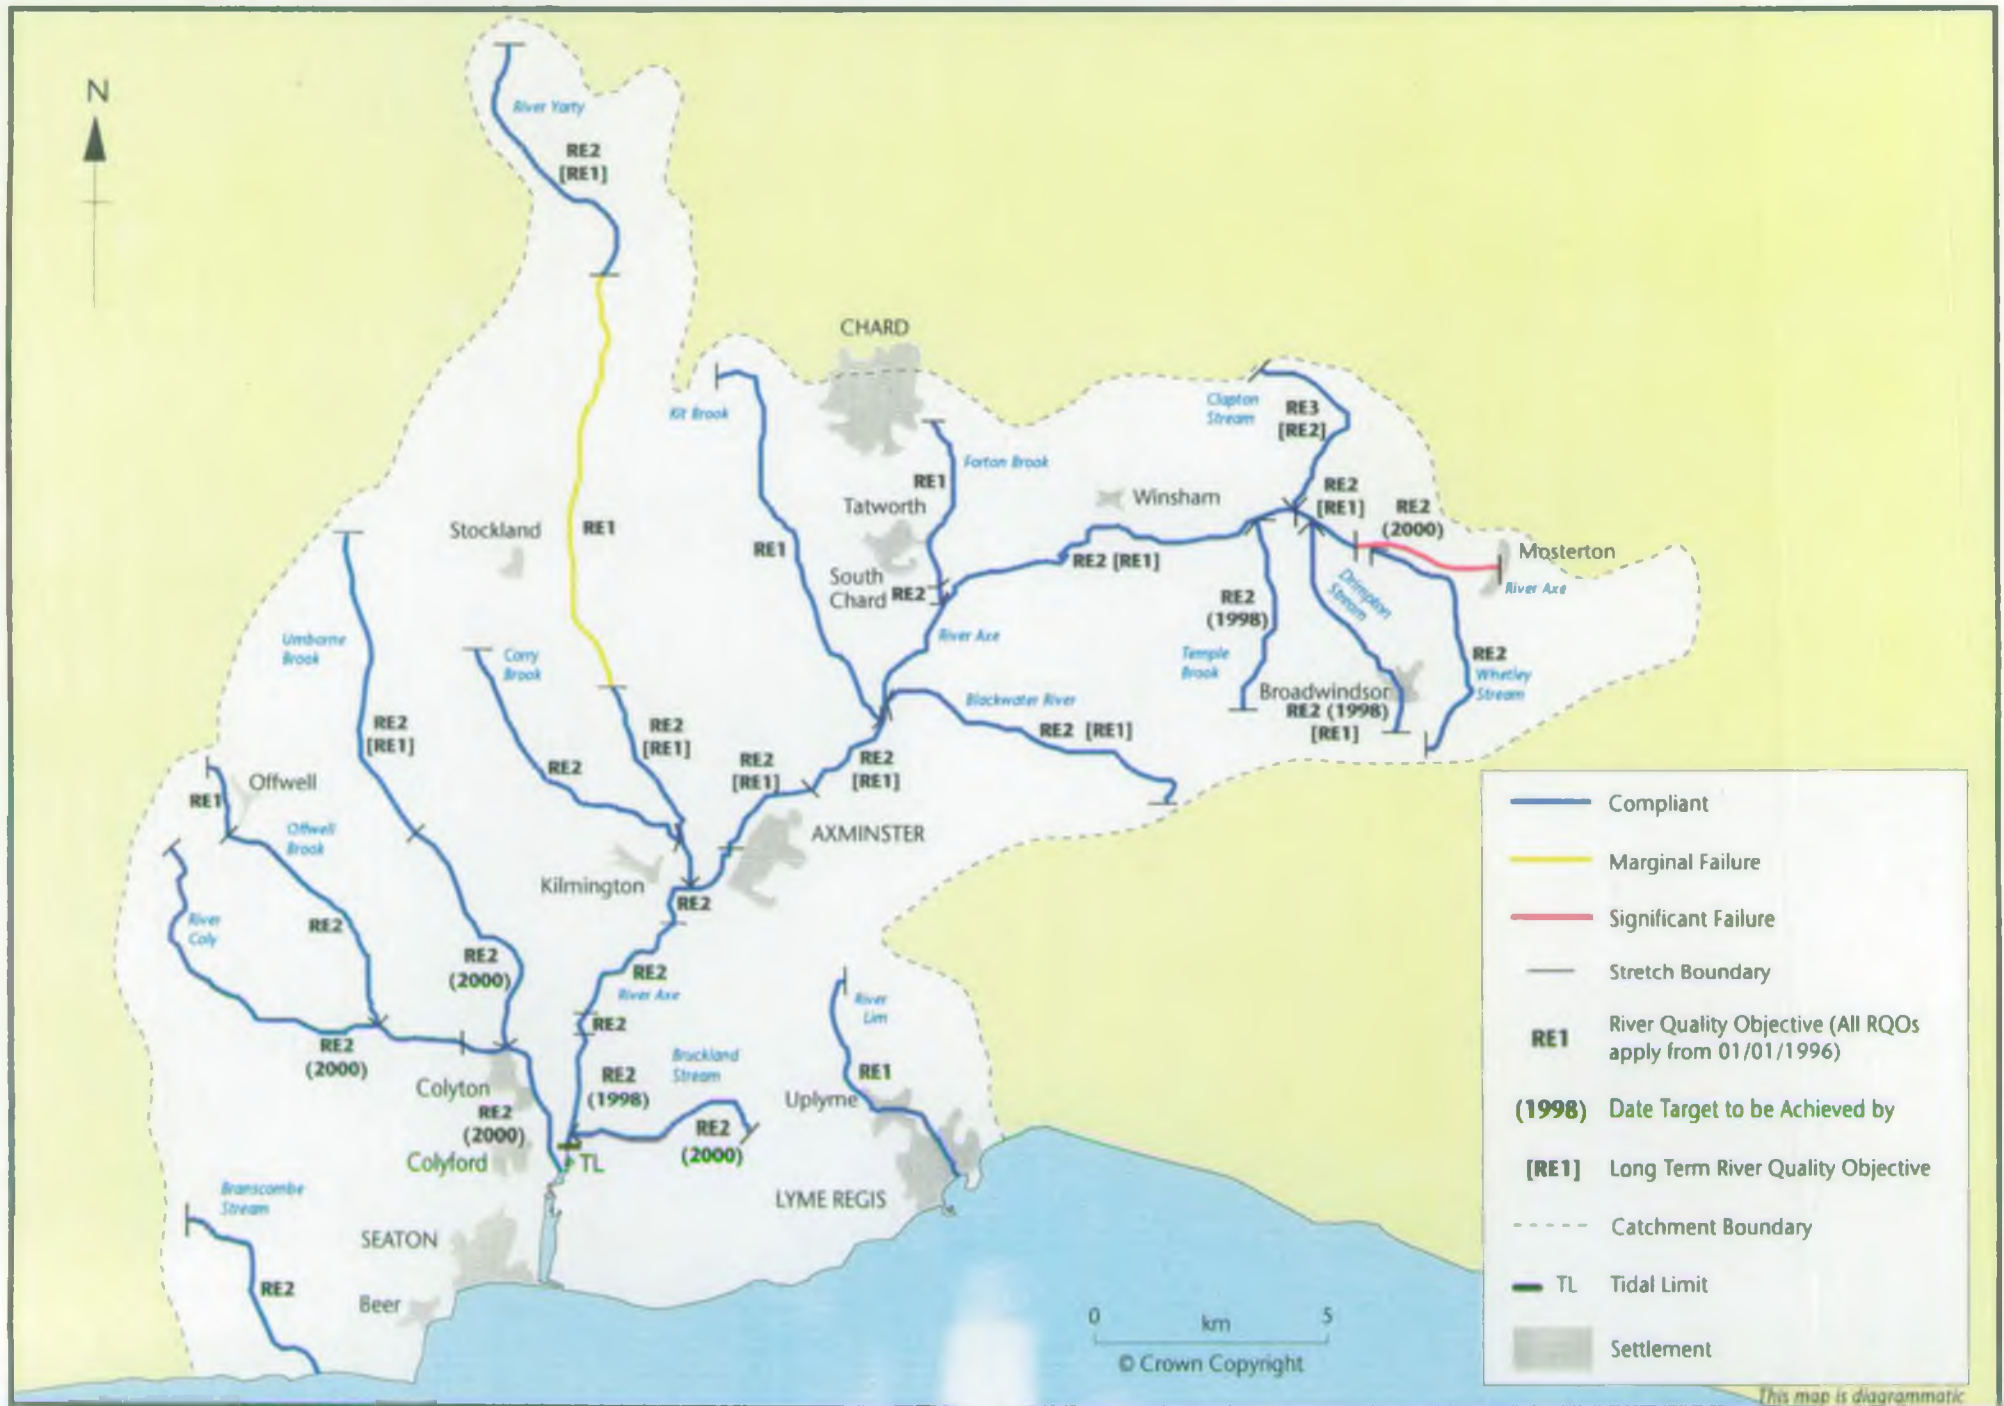 N
River Yarty
RE2
[RE1]
CHARD
Kit Brook
Clapton
Stream
RE3
[RE2]
Forton Brook
RE1
Tatworth
Winsham
RE2
[RE1]
RE2
(2000)
Stockland
RE1
RE1
RE2 [RE1]
Mosterton
River Axe
South
Chard
RE2
RE2
(1998)
Drimpton
Stream
Umborne
Brook
Corry
Brook
River Axe
Temple
Brook
RE2
Whetley
Stream
Broadwindsor
RE2 (1998)
[RE1]
Blackwater River
RE2 [RE1]
RE2
[RE1]
RE2
[RE1]
RE2
RE2
[RE1]
RE2
[RE1]
Offwell
RE1
Offwell
Brook
AXMINSTER
Kilmington
RE2
River
Coly
RE2
RE2
(2000)
RE2
River Axe
River
Lim
RE2
RE2
(2000)
Bruckland
Stream
RE1
Colyton
RE2
(1998)
Uplyme
RE2
(2000)
RE2
(2000)
Colyford
TL
Branscombe
Stream
LYME REGIS
SEATON
RE2
Beer
0 5
km
© Crown Copyright
Compliant
Marginal Failure
Significant Failure
Stretch Boundary
RE1 River Quality Objective (All RQOs
apply from 01/01/1996)
(1998) Date Target to be Achieved by
[RE1] Long Term River Quality Objective
Catchment Boundary
TL Tidal Limit
Settlement
This map is diagrammatic